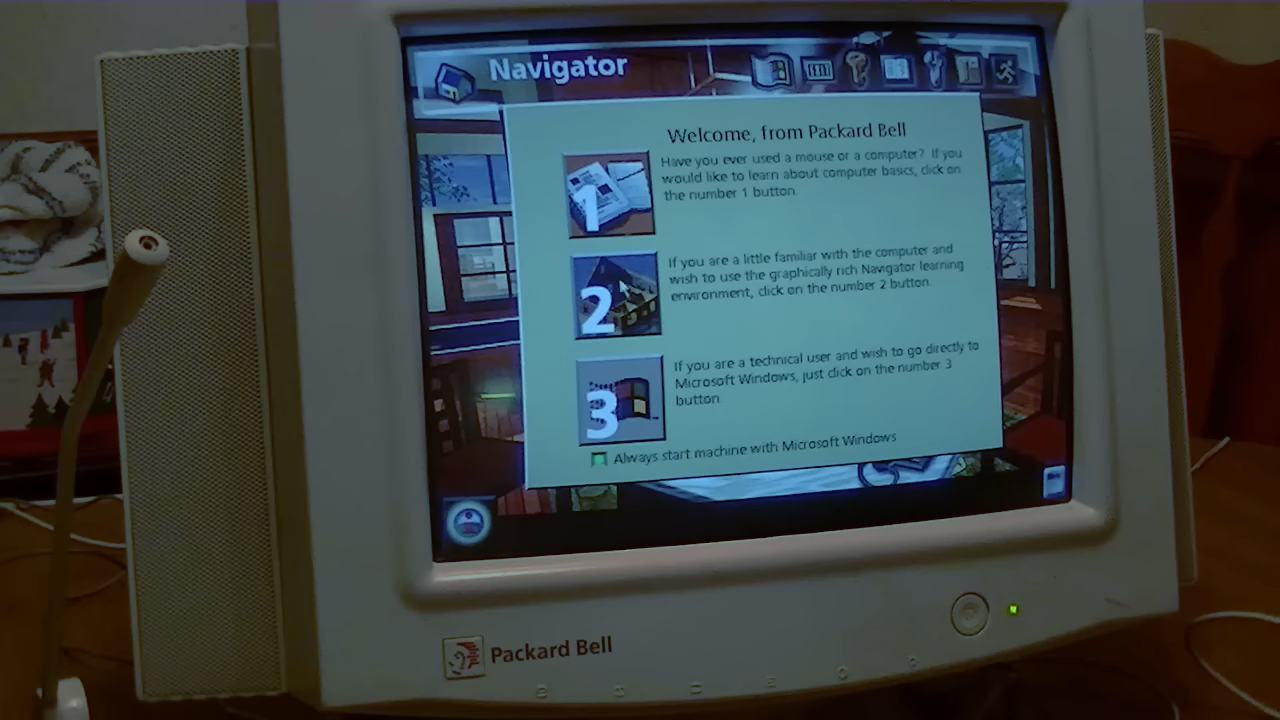 Navigator
Welcome, from Packard Bell
1
Have you ever used a mouse or a computer? If you
would like to learn about computer basics, click on
the number 1 button.
2
If you are a little familiar with the computer and
wish to use the graphically rich Navigator learning
environment, click on the number 2 button.
3
If you are a technical user and wish to go directly to
Microsoft Windows, just click on the number 3
button.
Always start machine with Microsoft Windows
Packard Bell